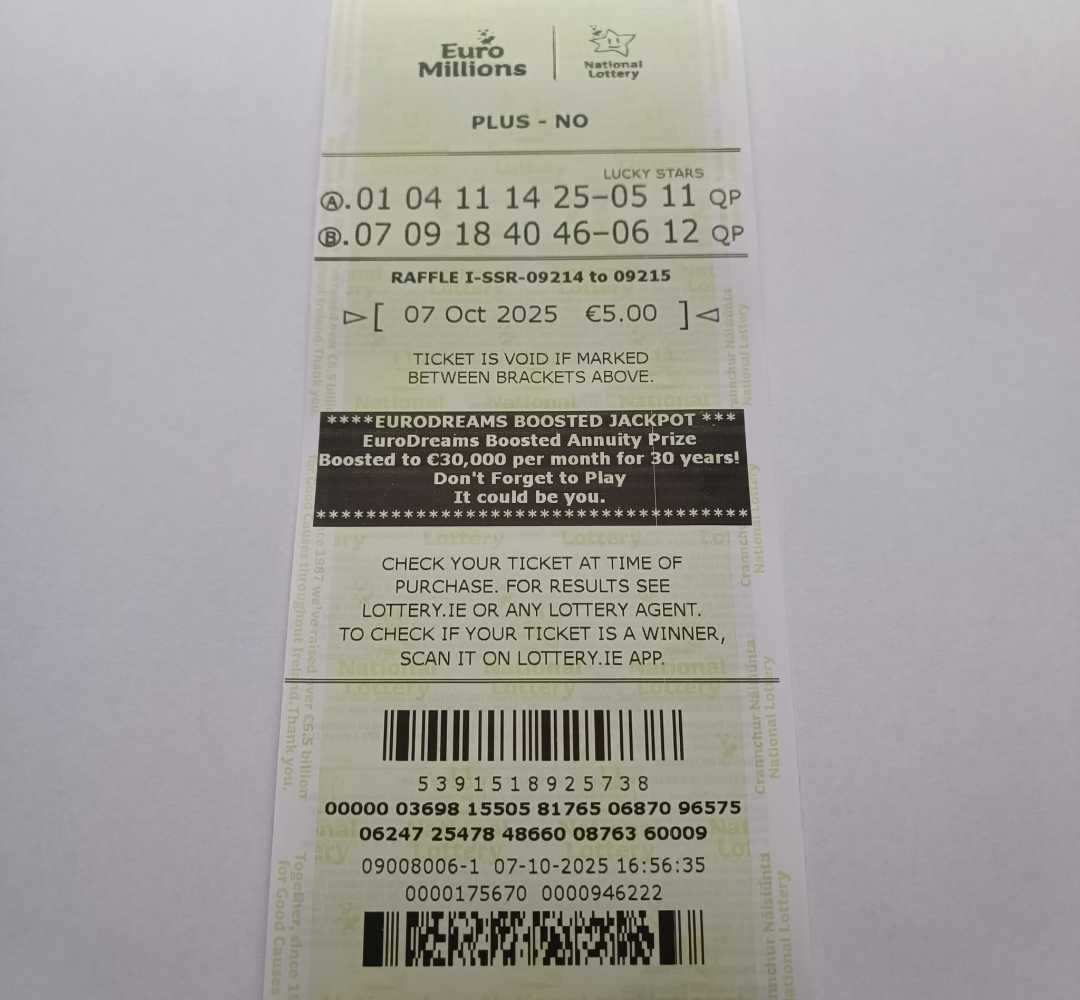 Euro
Millions
National
Lottery
PLUS - NO
LUCKY STARS
Ⓐ.01 04 11 14 25-05 11 QP
Ⓑ.07 09 18 40 46-06 12 QP
RAFFLE I-SSR-09214 to 09215
[ 07 Oct 2025 €5.00 ]
TICKET IS VOID IF MARKED
BETWEEN BRACKETS ABOVE.
****EURODREAMS BOOSTED JACKPOT ***
EuroDreams Boosted Annuity Prize
Boosted to €30,000 per month for 30 years!
Don't Forget to Play
It could be you.
***********************************
CHECK YOUR TICKET AT TIME OF
PURCHASE. FOR RESULTS SEE
LOTTERY.IE OR ANY LOTTERY AGENT.
TO CHECK IF YOUR TICKET IS A WINNER,
SCAN IT ON LOTTERY.IE APP.
5391518925738
00000 03698 15505 81765 06870 96575
06247 25478 48660 08763 60009
09008006-1 07-10-2025 16:56:35
0000175670 0000946222
Crannchur Náisiúnta
National Lottery